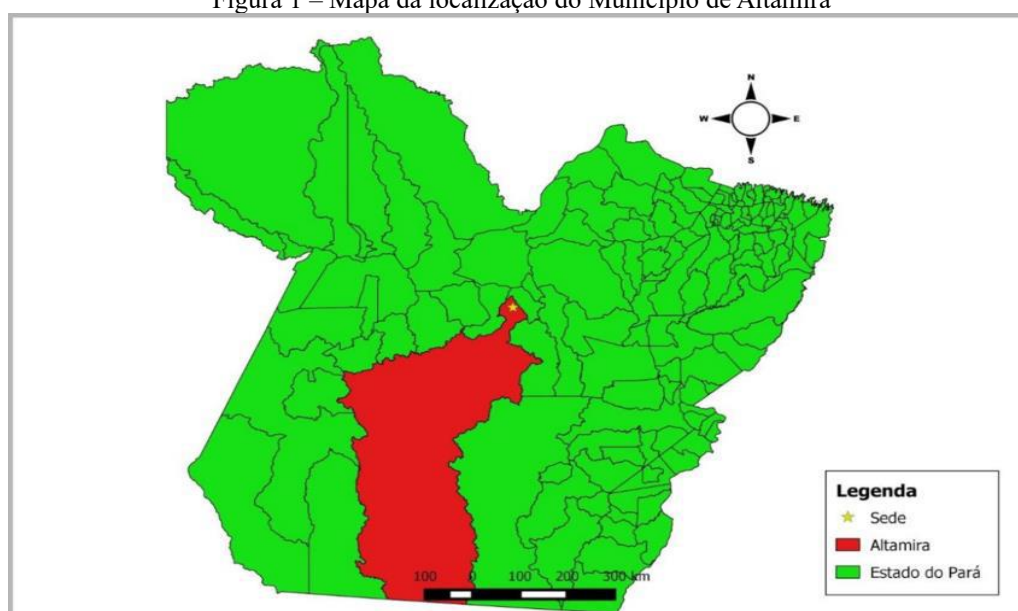 Figura 1 – Mapa da localização do Município de Altamira
N
W E
S
Legenda
Sede
Altamira
Estado do Pará
100 0 100 200 300 km